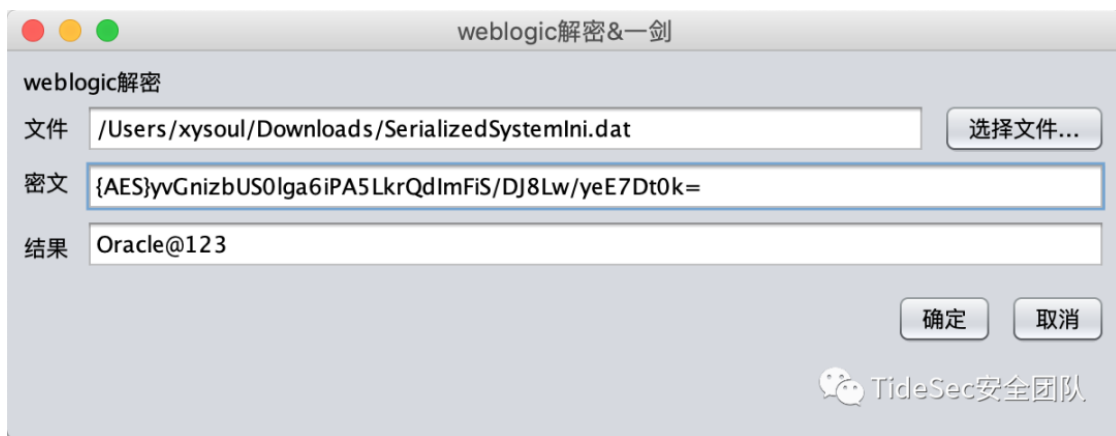 weblogic解密&一剑
weblogic解密
文件 /Users/xysoul/Downloads/SerializedSystemIni.dat 选择文件...
密文 {AES}yvGnizbUS0lga6iPA5LkrQdImFiS/DJ8Lw/yeE7Dt0k=
结果 Oracle@123
确定 取消
TideSec安全团队